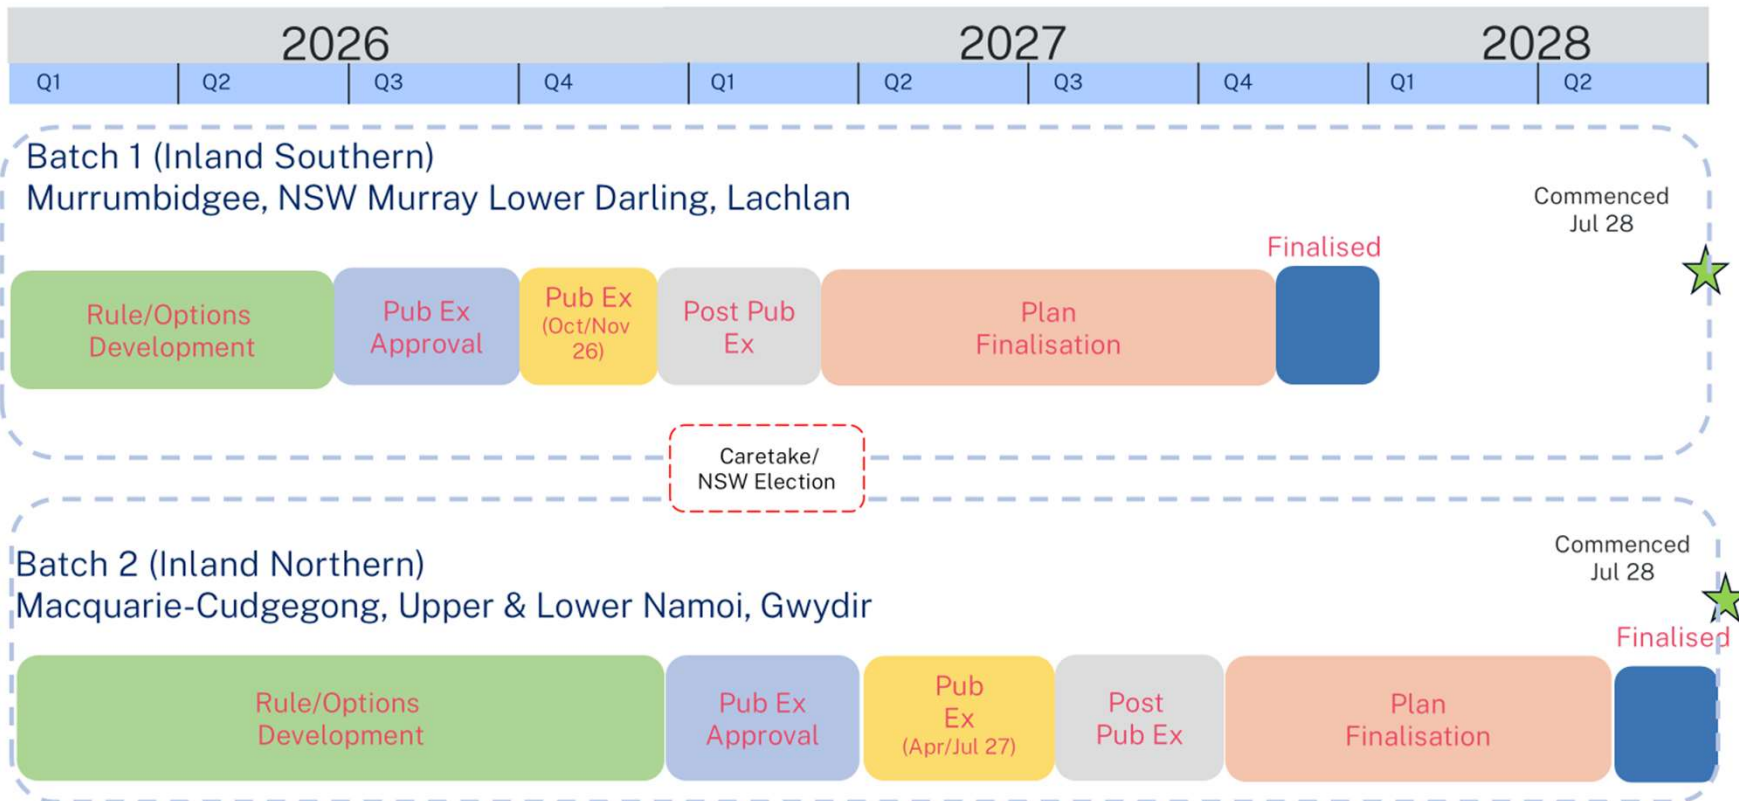 2026
2027
2028
Q1
Q2
Q3
Q4
Q1
Q2
Q3
Q4
Q1
Q2
Batch 1 (Inland Southern)
Murrumbidgee, NSW Murray Lower Darling, Lachlan
Commenced
Jul 28
Finalised
Rule/Options
Development
Pub Ex
Approval
Pub Ex
(Oct/Nov
26)
Post Pub
Ex
Plan
Finalisation
Caretake/
NSW Election
Batch 2 (Inland Northern)
Macquarie-Cudgegong, Upper & Lower Namoi, Gwydir
Commenced
Jul 28
Finalised
Rule/Options
Development
Pub Ex
Approval
Pub
Ex
(Apr/Jul 27)
Post
Pub Ex
Plan
Finalisation